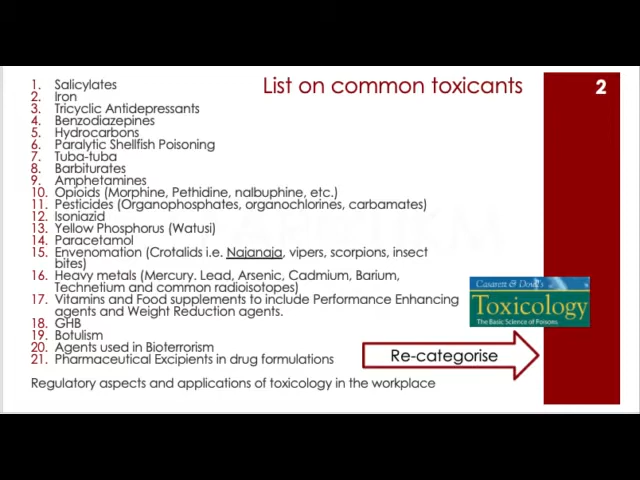 List on common toxicants
2
1. Salicylates
2. Iron
3. Tricyclic Antidepressants
4. Benzodiazepines
5. Hydrocarbons
6. Paralytic Shellfish Poisoning
7. Tuba-tuba
8. Barbiturates
9. Amphetamines
10. Opioids (Morphine, Pethidine, nalbuphine, etc.)
11. Pesticides (Organophosphates, organochlorines, carbamates)
12. Isoniazid
13. Yellow Phosphorus (Watusi)
14. Paracetamol
15. Envenomation (Crotalids i.e. Najanaja, vipers, scorpions, insect
bites)
16. Heavy metals (Mercury. Lead, Arsenic, Cadmium, Barium,
Technetium and common radioisotopes)
17. Vitamins and Food supplements to include Performance Enhancing
agents and Weight Reduction agents.
18. GHB
19. Botulism
20. Agents used in Bioterrorism
21. Pharmaceutical Excipients in drug formulations
Regulatory aspects and applications of toxicology in the workplace
Casarett & Doull's
Toxicology
The Basic Science of Poisons
Re-categorise